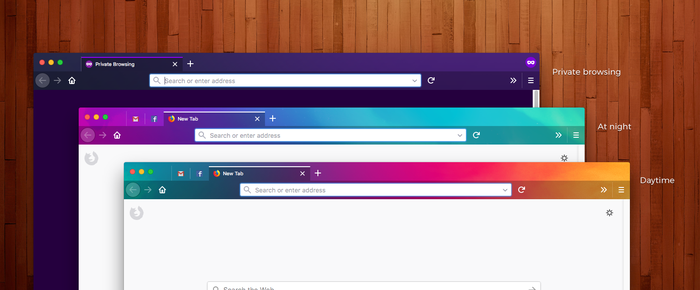 Private Browsing
Search or enter address
Private browsing
New Tab
Search or enter address
At night
New Tab
Search or enter address
Daytime
Search the Web